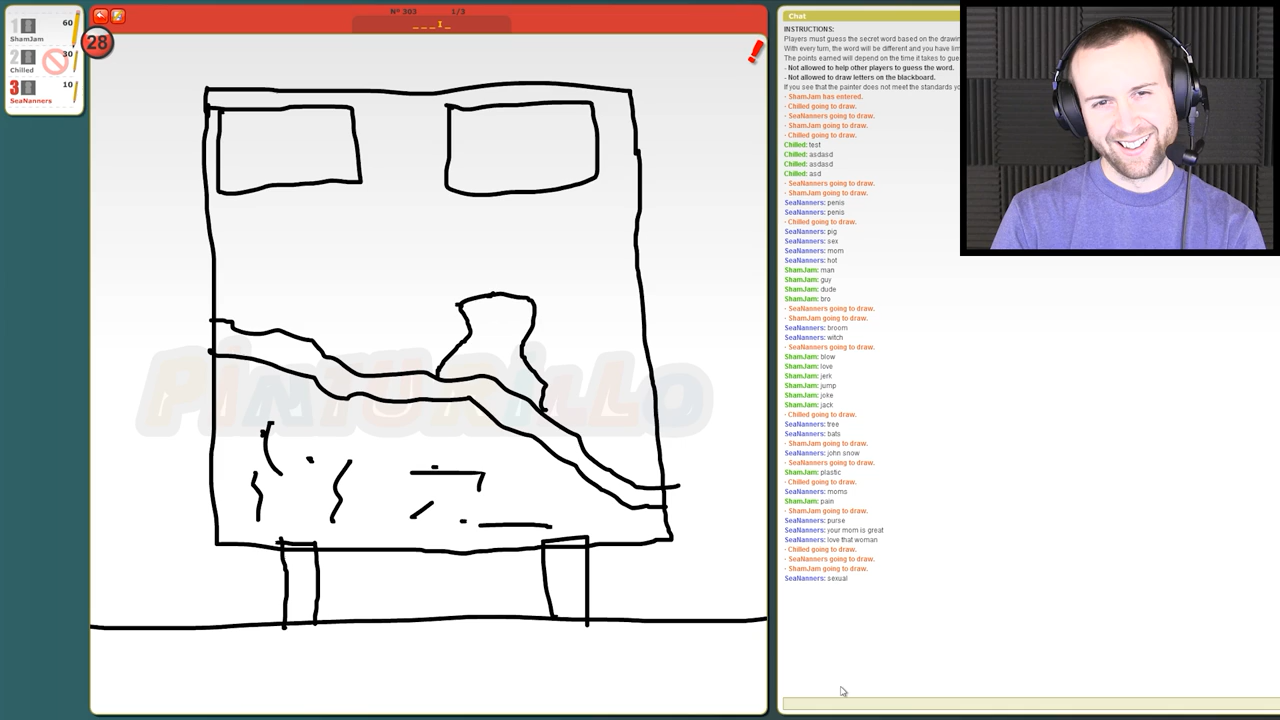 Nº 303 1/3
_ _ _ I _
1 60
ShamJam
2 30
Chilled
3 10
SeaNanners
28
Chat
INSTRUCTIONS:
Players must guess the secret word based on the drawin
With every turn, the word will be different and you have lim
The points earned will depend on the time it takes to gue
- Not allowed to help other players to guess the word.
- Not allowed to draw letters on the blackboard.
If you see that the painter does not meet the standards yo
- ShamJam has entered.
- Chilled going to draw.
- SeaNanners going to draw.
- ShamJam going to draw.
- Chilled going to draw.
Chilled: test
Chilled: asdasd
Chilled: asdasd
Chilled: asd
- SeaNanners going to draw.
- ShamJam going to draw.
SeaNanners: penis
SeaNanners: penis
- Chilled going to draw.
SeaNanners: pig
SeaNanners: sex
SeaNanners: mom
SeaNanners: hot
ShamJam: man
ShamJam: guy
ShamJam: dude
ShamJam: bro
- SeaNanners going to draw.
- ShamJam going to draw.
SeaNanners: broom
SeaNanners: witch
- SeaNanners going to draw.
ShamJam: blow
ShamJam: love
ShamJam: jerk
ShamJam: jump
ShamJam: joke
ShamJam: jack
- Chilled going to draw.
SeaNanners: tree
SeaNanners: bats
- ShamJam going to draw.
SeaNanners: john snow
- SeaNanners going to draw.
ShamJam: plastic
- Chilled going to draw.
SeaNanners: moms
ShamJam: pain
- ShamJam going to draw.
SeaNanners: purse
SeaNanners: your mom is great
SeaNanners: love that woman
- Chilled going to draw.
- SeaNanners going to draw.
- ShamJam going to draw.
SeaNanners: sexual